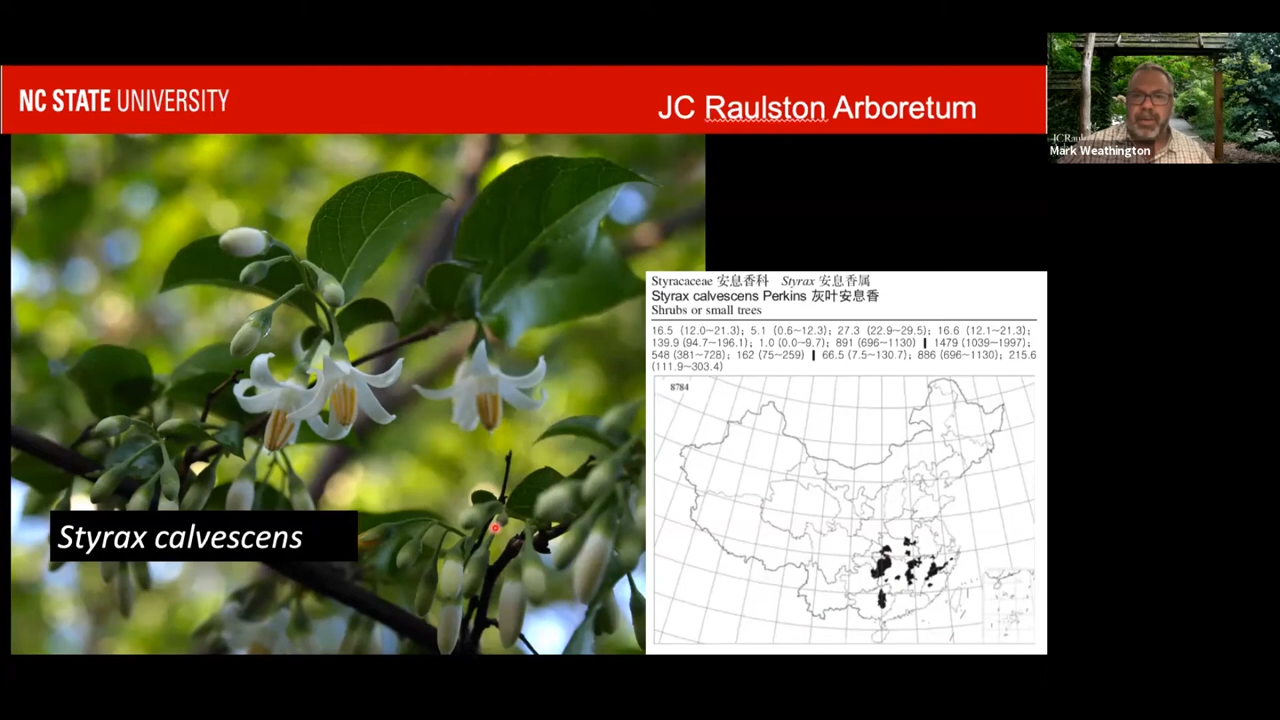 NC STATE UNIVERSITY
JC Raulston Arboretum
JCRaul
Mark Weathington
Styracaceae 安息香科 Styrax 安息香属
Styrax calvescens Perkins 灰叶安息香
Shrubs or small trees
16.5 (12.0~21.3); 5.1 (0.6~12.3); 27.3 (22.9~29.5); 16.6 (12.1~21.3);
139.9 (94.7~196.1); 1.0 (0.0~9.7); 891 (696~1130) ‖ 1479 (1039~1997);
548 (381~728); 162 (75~259) ‖ 66.5 (7.5~130.7); 886 (696~1130); 215.6
(111.9~303.4)
8784
Styrax calvescens